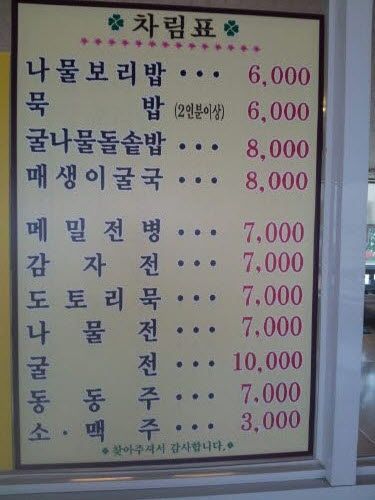 차림표
나물보리밥 ··· 6,000
묵 밥 (2인분이상) 6,000
굴나물돌솥밥 ··· 8,000
매생이굴국 ··· 8,000
메밀전병 ··· 7,000
감자전 ··· 7,000
도토리묵 ··· 7,000
나물전 ··· 7,000
굴 전 ··· 10,000
동동주 ··· 7,000
소·맥주 ··· 3,000
찾아주셔서 감사합니다.